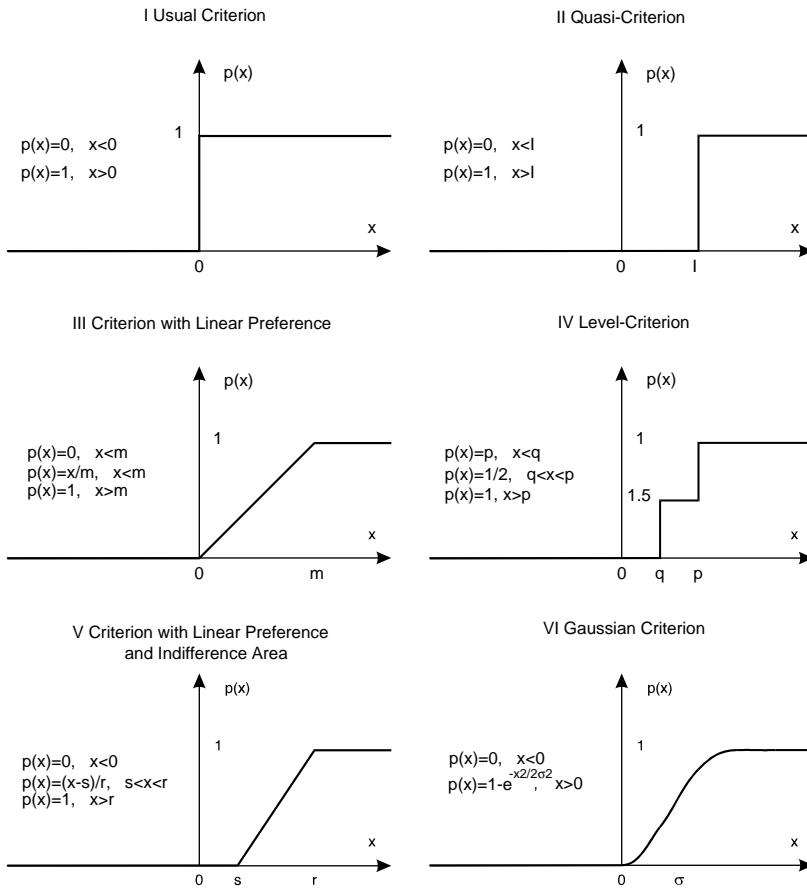 I Usual Criterion
p(x)
1
p(x)=0, x<0
p(x)=1, x>0
x
0
II Quasi-Criterion
p(x)
1
p(x)=0, x<l
p(x)=1, x>l
x
0 l
III Criterion with Linear Preference
p(x)
1
p(x)=0, x<m
p(x)=x/m, x<m
p(x)=1, x>m
x
0 m
IV Level-Criterion
p(x)
1
p(x)=p, x<q
p(x)=1/2, q<x<p
p(x)=1, x>p
1.5
x
0 q p
V Criterion with Linear Preference
and Indifference Area
p(x)
1
p(x)=0, x<0
p(x)=(x-s)/r, s<x<r
p(x)=1, x>r
x
0 s r
VI Gaussian Criterion
p(x)
1
p(x)=0, x<0
p(x)=1-e^-x2/2σ2, x>0
x
0 σ